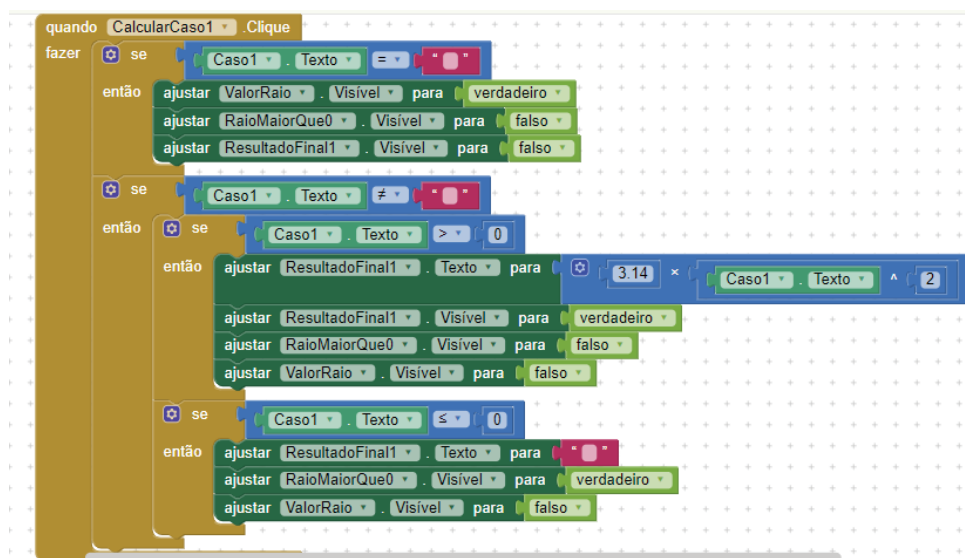 quando CalcularCaso1 .Clique
fazer se Caso1 . Texto = " "
então ajustar ValorRaio . Visível para verdadeiro
ajustar RaioMaiorQue0 . Visível para falso
ajustar ResultadoFinal1 . Visível para falso
se Caso1 . Texto ≠ " "
então se Caso1 . Texto > 0
então ajustar ResultadoFinal1 . Texto para 3.14 × Caso1 . Texto ^ 2
ajustar ResultadoFinal1 . Visível para verdadeiro
ajustar RaioMaiorQue0 . Visível para falso
ajustar ValorRaio . Visível para falso
se Caso1 . Texto ≤ 0
então ajustar ResultadoFinal1 . Texto para " "
ajustar RaioMaiorQue0 . Visível para verdadeiro
ajustar ValorRaio . Visível para falso